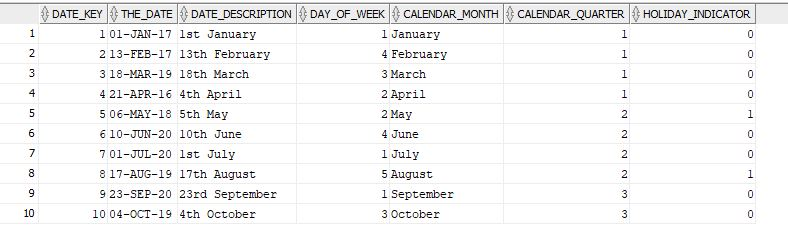 DATE_KEY THE_DATE DATE_DESCRIPTION DAY_OF_WEEK CALENDAR_MONTH CALENDAR_QUARTER HOLIDAY_INDICATOR
1 1 01-JAN-17 1st January 1 January 1 0
2 2 13-FEB-17 13th February 4 February 1 0
3 3 18-MAR-19 18th March 3 March 1 0
4 4 21-APR-16 4th April 2 April 1 0
5 5 06-MAY-18 5th May 2 May 2 1
6 6 10-JUN-20 10th June 4 June 2 0
7 7 01-JUL-20 1st July 1 July 2 0
8 8 17-AUG-19 17th August 5 August 2 1
9 9 23-SEP-20 23rd September 1 September 3 0
10 10 04-OCT-19 4th October 3 October 3 0